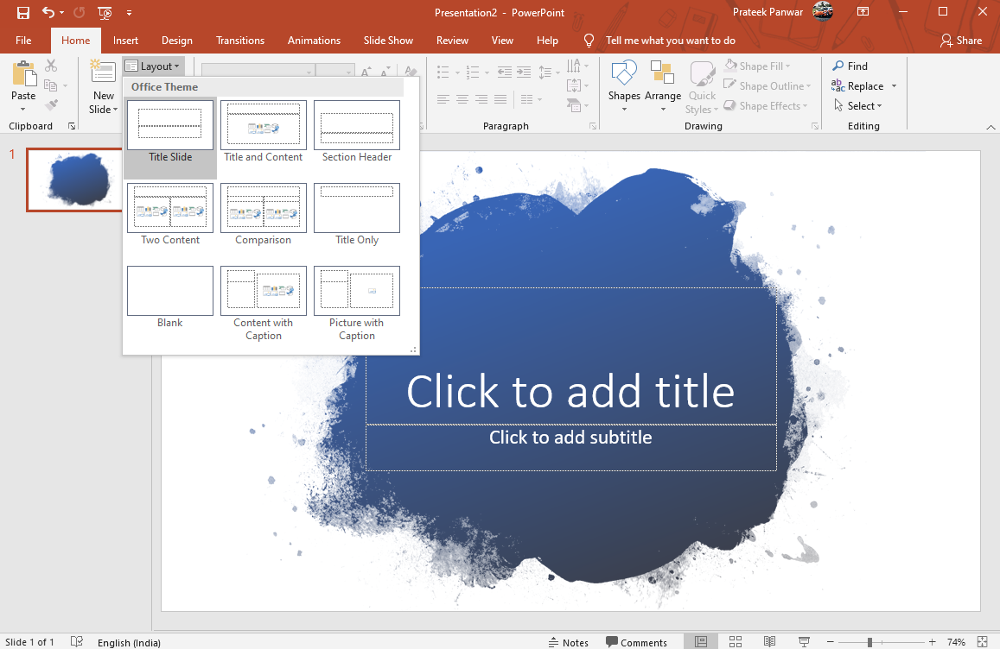 Presentation2 - PowerPoint
Prateek Panwar
File Home Insert Design Transitions Animations Slide Show Review View Help Tell me what you want to do Share
Layout
Paste
New
Slide
Shapes
Arrange
Quick
Styles
Shape Fill
Shape Outline
Shape Effects
Find
Replace
Select
Clipboard
Paragraph
Drawing
Editing
Office Theme
Title Slide
Title and Content
Section Header
Two Content
Comparison
Title Only
Blank
Content with
Caption
Picture with
Caption
1
Click to add title
Click to add subtitle
Slide 1 of 1
English (India)
Notes
Comments
74%